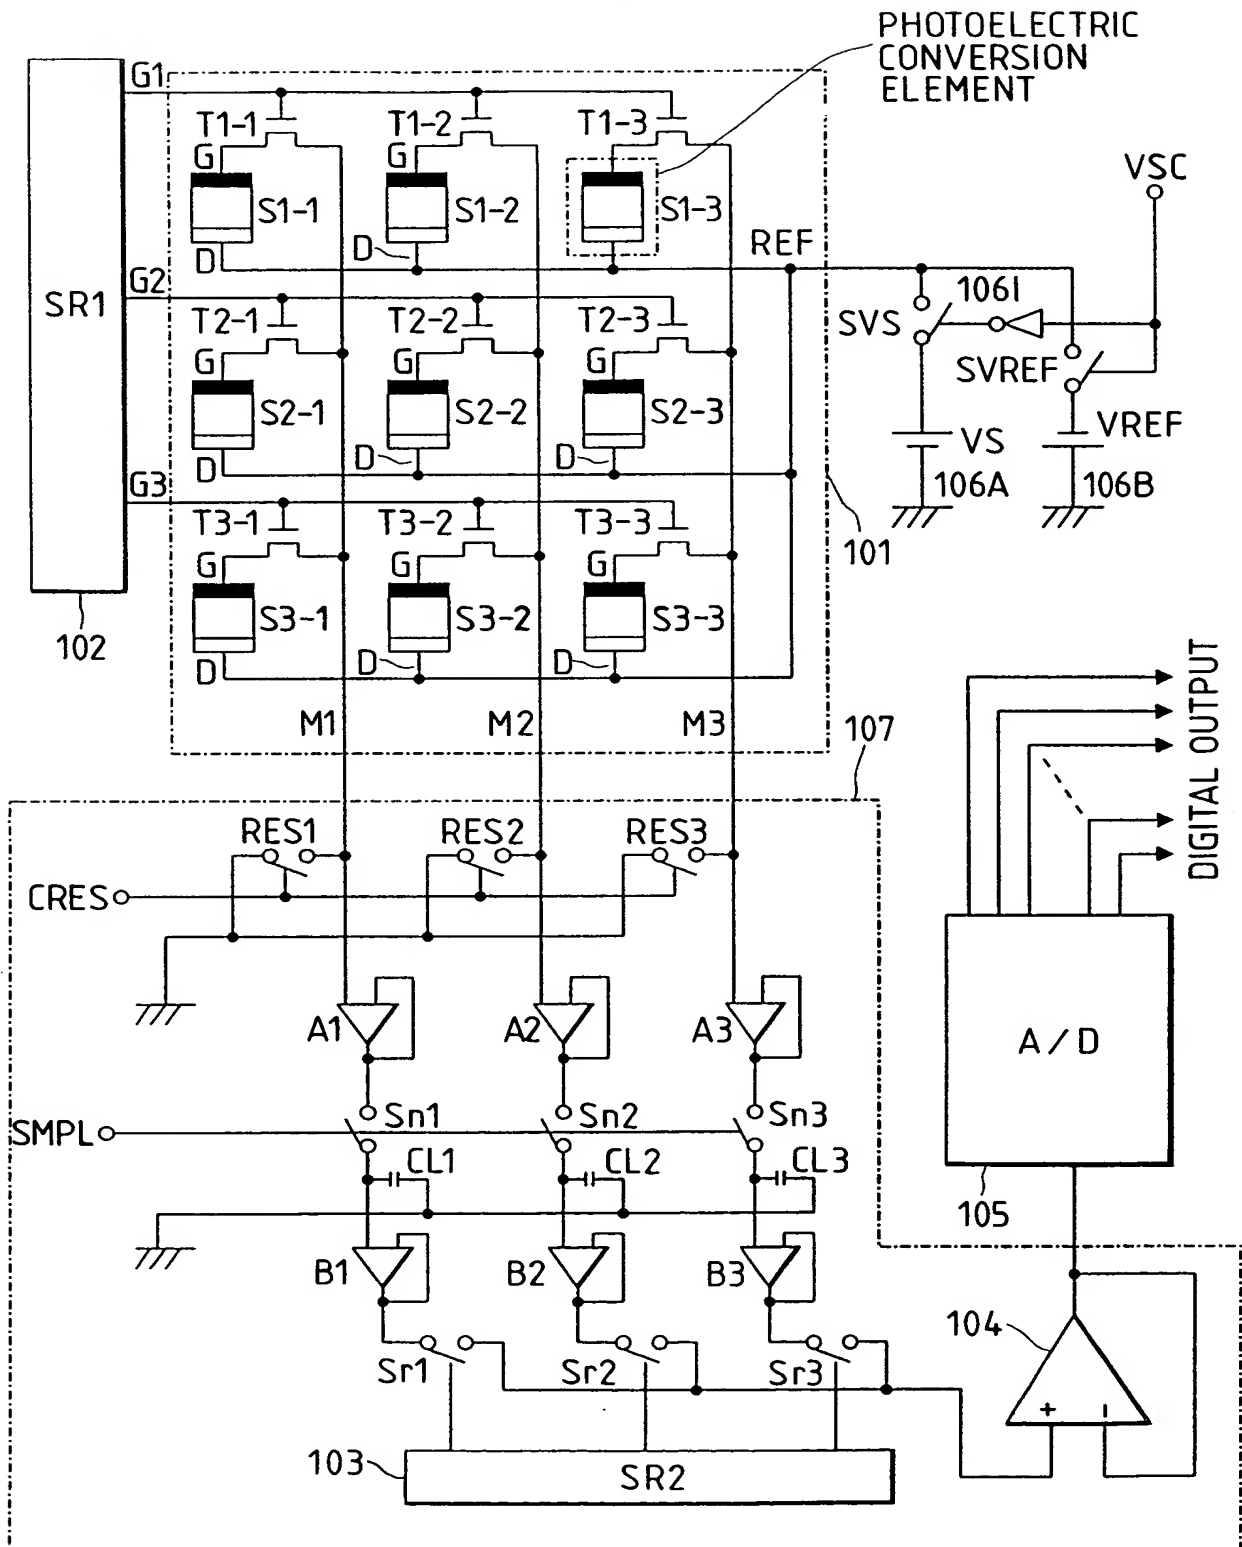 PHOTOELECTRIC
CONVERSION
ELEMENT
G1
T1-1
T1-2
T1-3
G
G
VSC
S1-1
S1-2
S1-3
D
D
REF
G2
SR1
106I
T2-1
T2-2
T2-3
SVS
G
G
G
SVREF
S2-1
S2-2
S2-3
VS
VREF
D
D
D
106A
106B
G3
T3-1
T3-2
T3-3
101
G
G
G
S3-1
S3-2
S3-3
102
D
D
D
M1
M2
M3
107
DIGITAL OUTPUT
RES1
RES2
RES3
CRES
A1
A2
A3
A/D
SMPL
Sn1
Sn2
Sn3
CL1
CL2
CL3
105
B1
B2
B3
104
Sr1
Sr2
Sr3
+
−
103
SR2